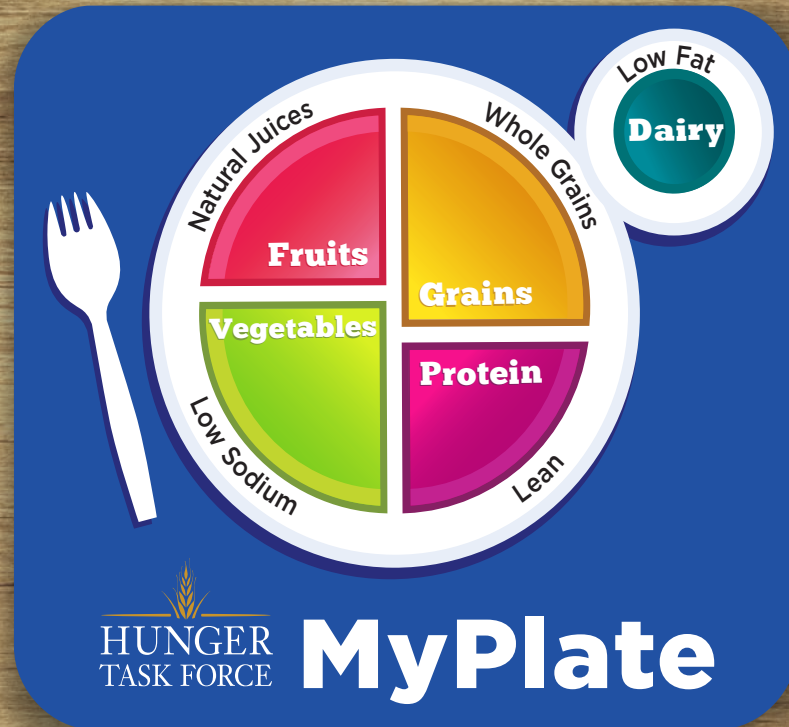 Low Fat
Dairy
Natural Juices
Whole Grains
Fruits
Grains
Vegetables
Protein
Low Sodium
Lean
HUNGER
TASK FORCE
MyPlate